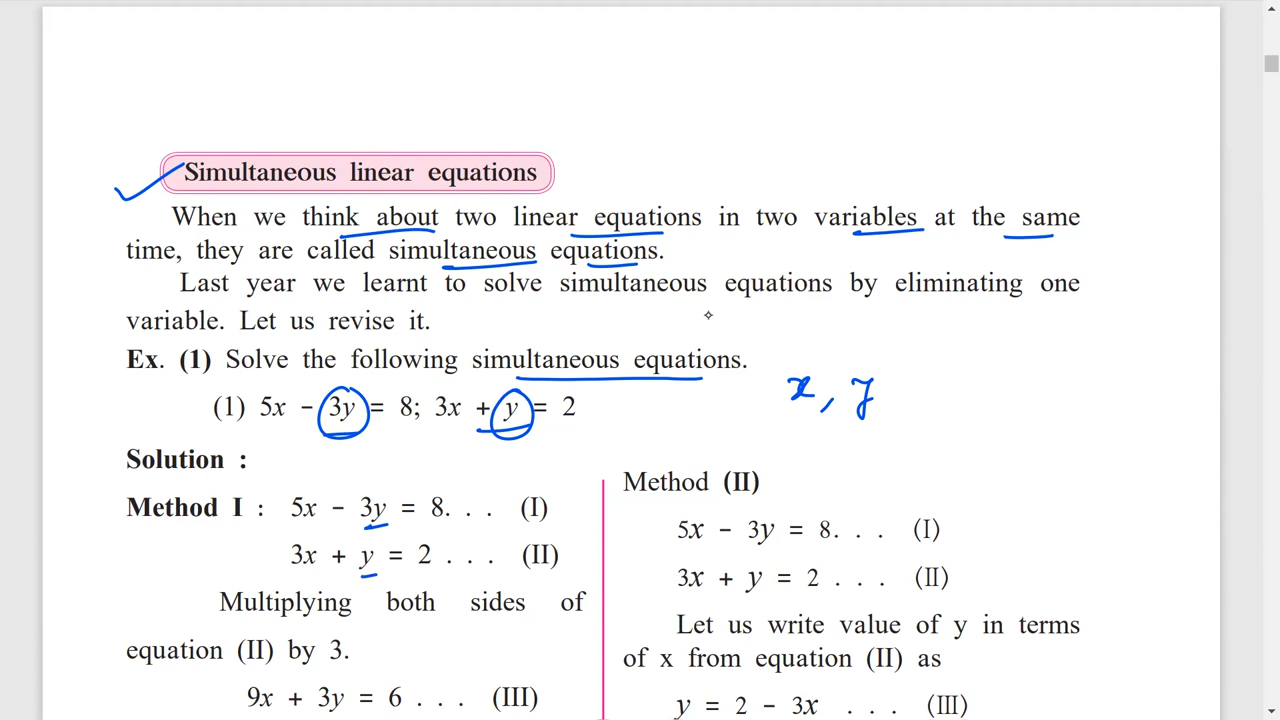 Simultaneous linear equations
When we think about two linear equations in two variables at the same
time, they are called simultaneous equations.
Last year we learnt to solve simultaneous equations by eliminating one
variable. Let us revise it.
Ex. (1) Solve the following simultaneous equations.
(1) 5x - 3y = 8; 3x + y = 2
x, y
Solution :
Method I : 5x - 3y = 8. . . (I)
3x + y = 2 . . . (II)
Multiplying both sides of
equation (II) by 3.
9x + 3y = 6 . . . (III)
Method (II)
5x - 3y = 8. . . (I)
3x + y = 2 . . . (II)
Let us write value of y in terms
of x from equation (II) as
y = 2 - 3x . . . (III)